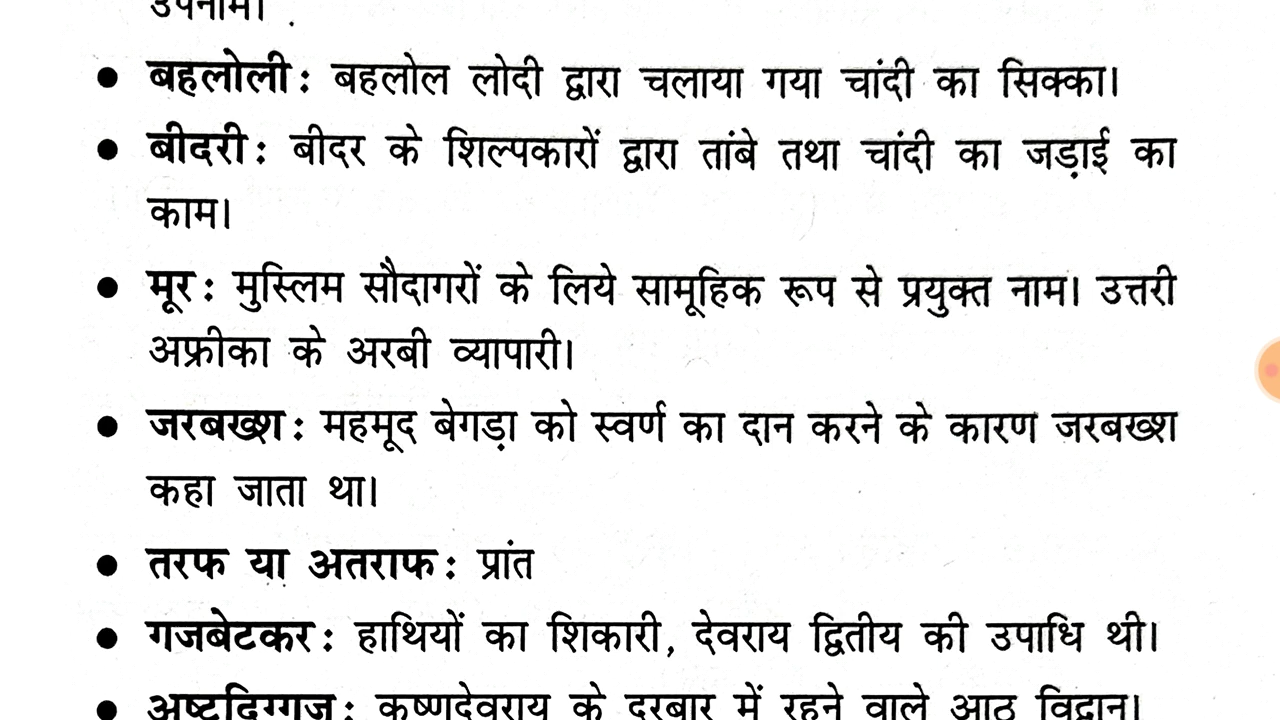 उपनाम।
● बहलोली: बहलोल लोदी द्वारा चलाया गया चांदी का सिक्का।
● बीदरी: बीदर के शिल्पकारों द्वारा तांबे तथा चांदी का जड़ाई का
काम।
● मूर: मुस्लिम सौदागरों के लिये सामूहिक रूप से प्रयुक्त नाम। उत्तरी
अफ्रीका के अरबी व्यापारी।
● जरबख्श: महमूद बेगड़ा को स्वर्ण का दान करने के कारण जरबख्श
कहा जाता था।
● तरफ या अतराफ: प्रांत
● गजबेटकर: हाथियों का शिकारी, देवराय द्वितीय की उपाधि थी।
● अष्टदिग्गज: कृष्णदेवराय के दरबार में रहने वाले आठ विद्वान।